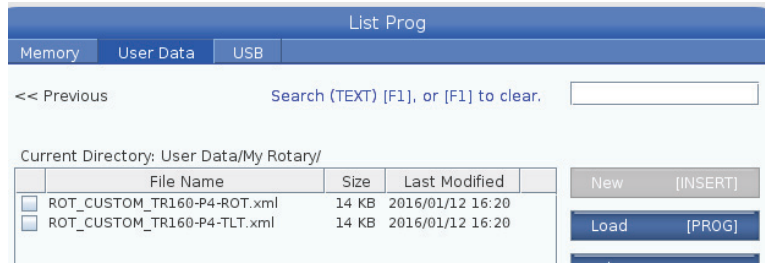 List Prog
Memory User Data USB
<< Previous Search (TEXT) [F1], or [F1] to clear.
Current Directory: User Data/My Rotary/
File Name Size Last Modified
New [INSERT]
ROT_CUSTOM_TR160-P4-ROT.xml 14 KB 2016/01/12 16:20
ROT_CUSTOM_TR160-P4-TLT.xml 14 KB 2016/01/12 16:20
Load [PROG]